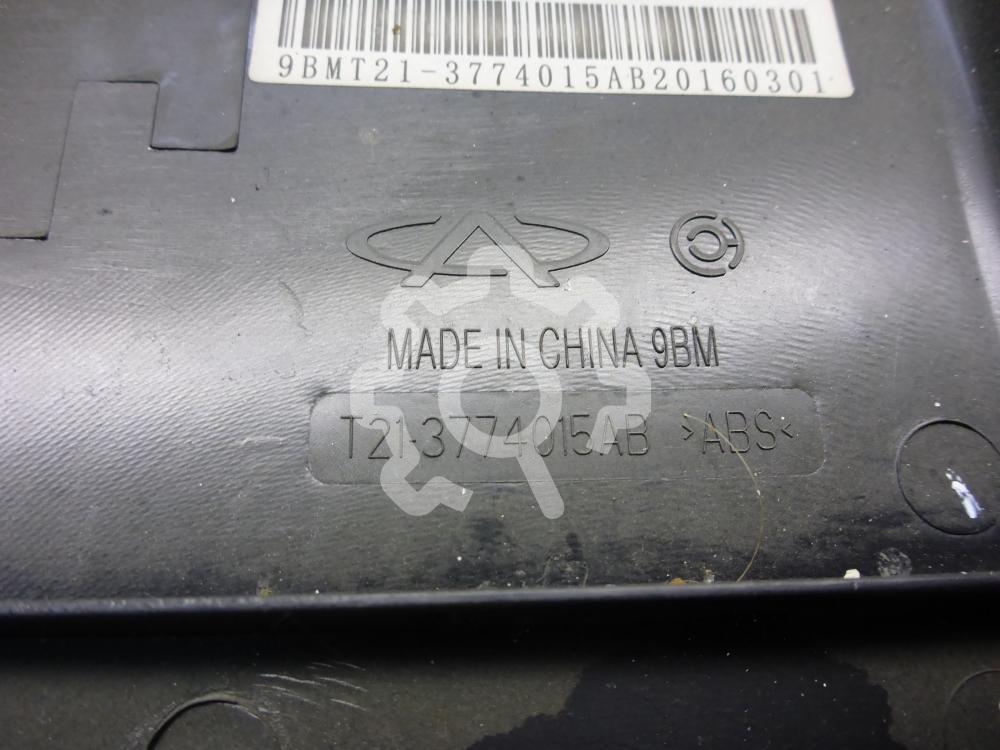 9BMT21-3774015AB20160301
MADE IN CHINA 9BM
T21-3774015AB >ABS<